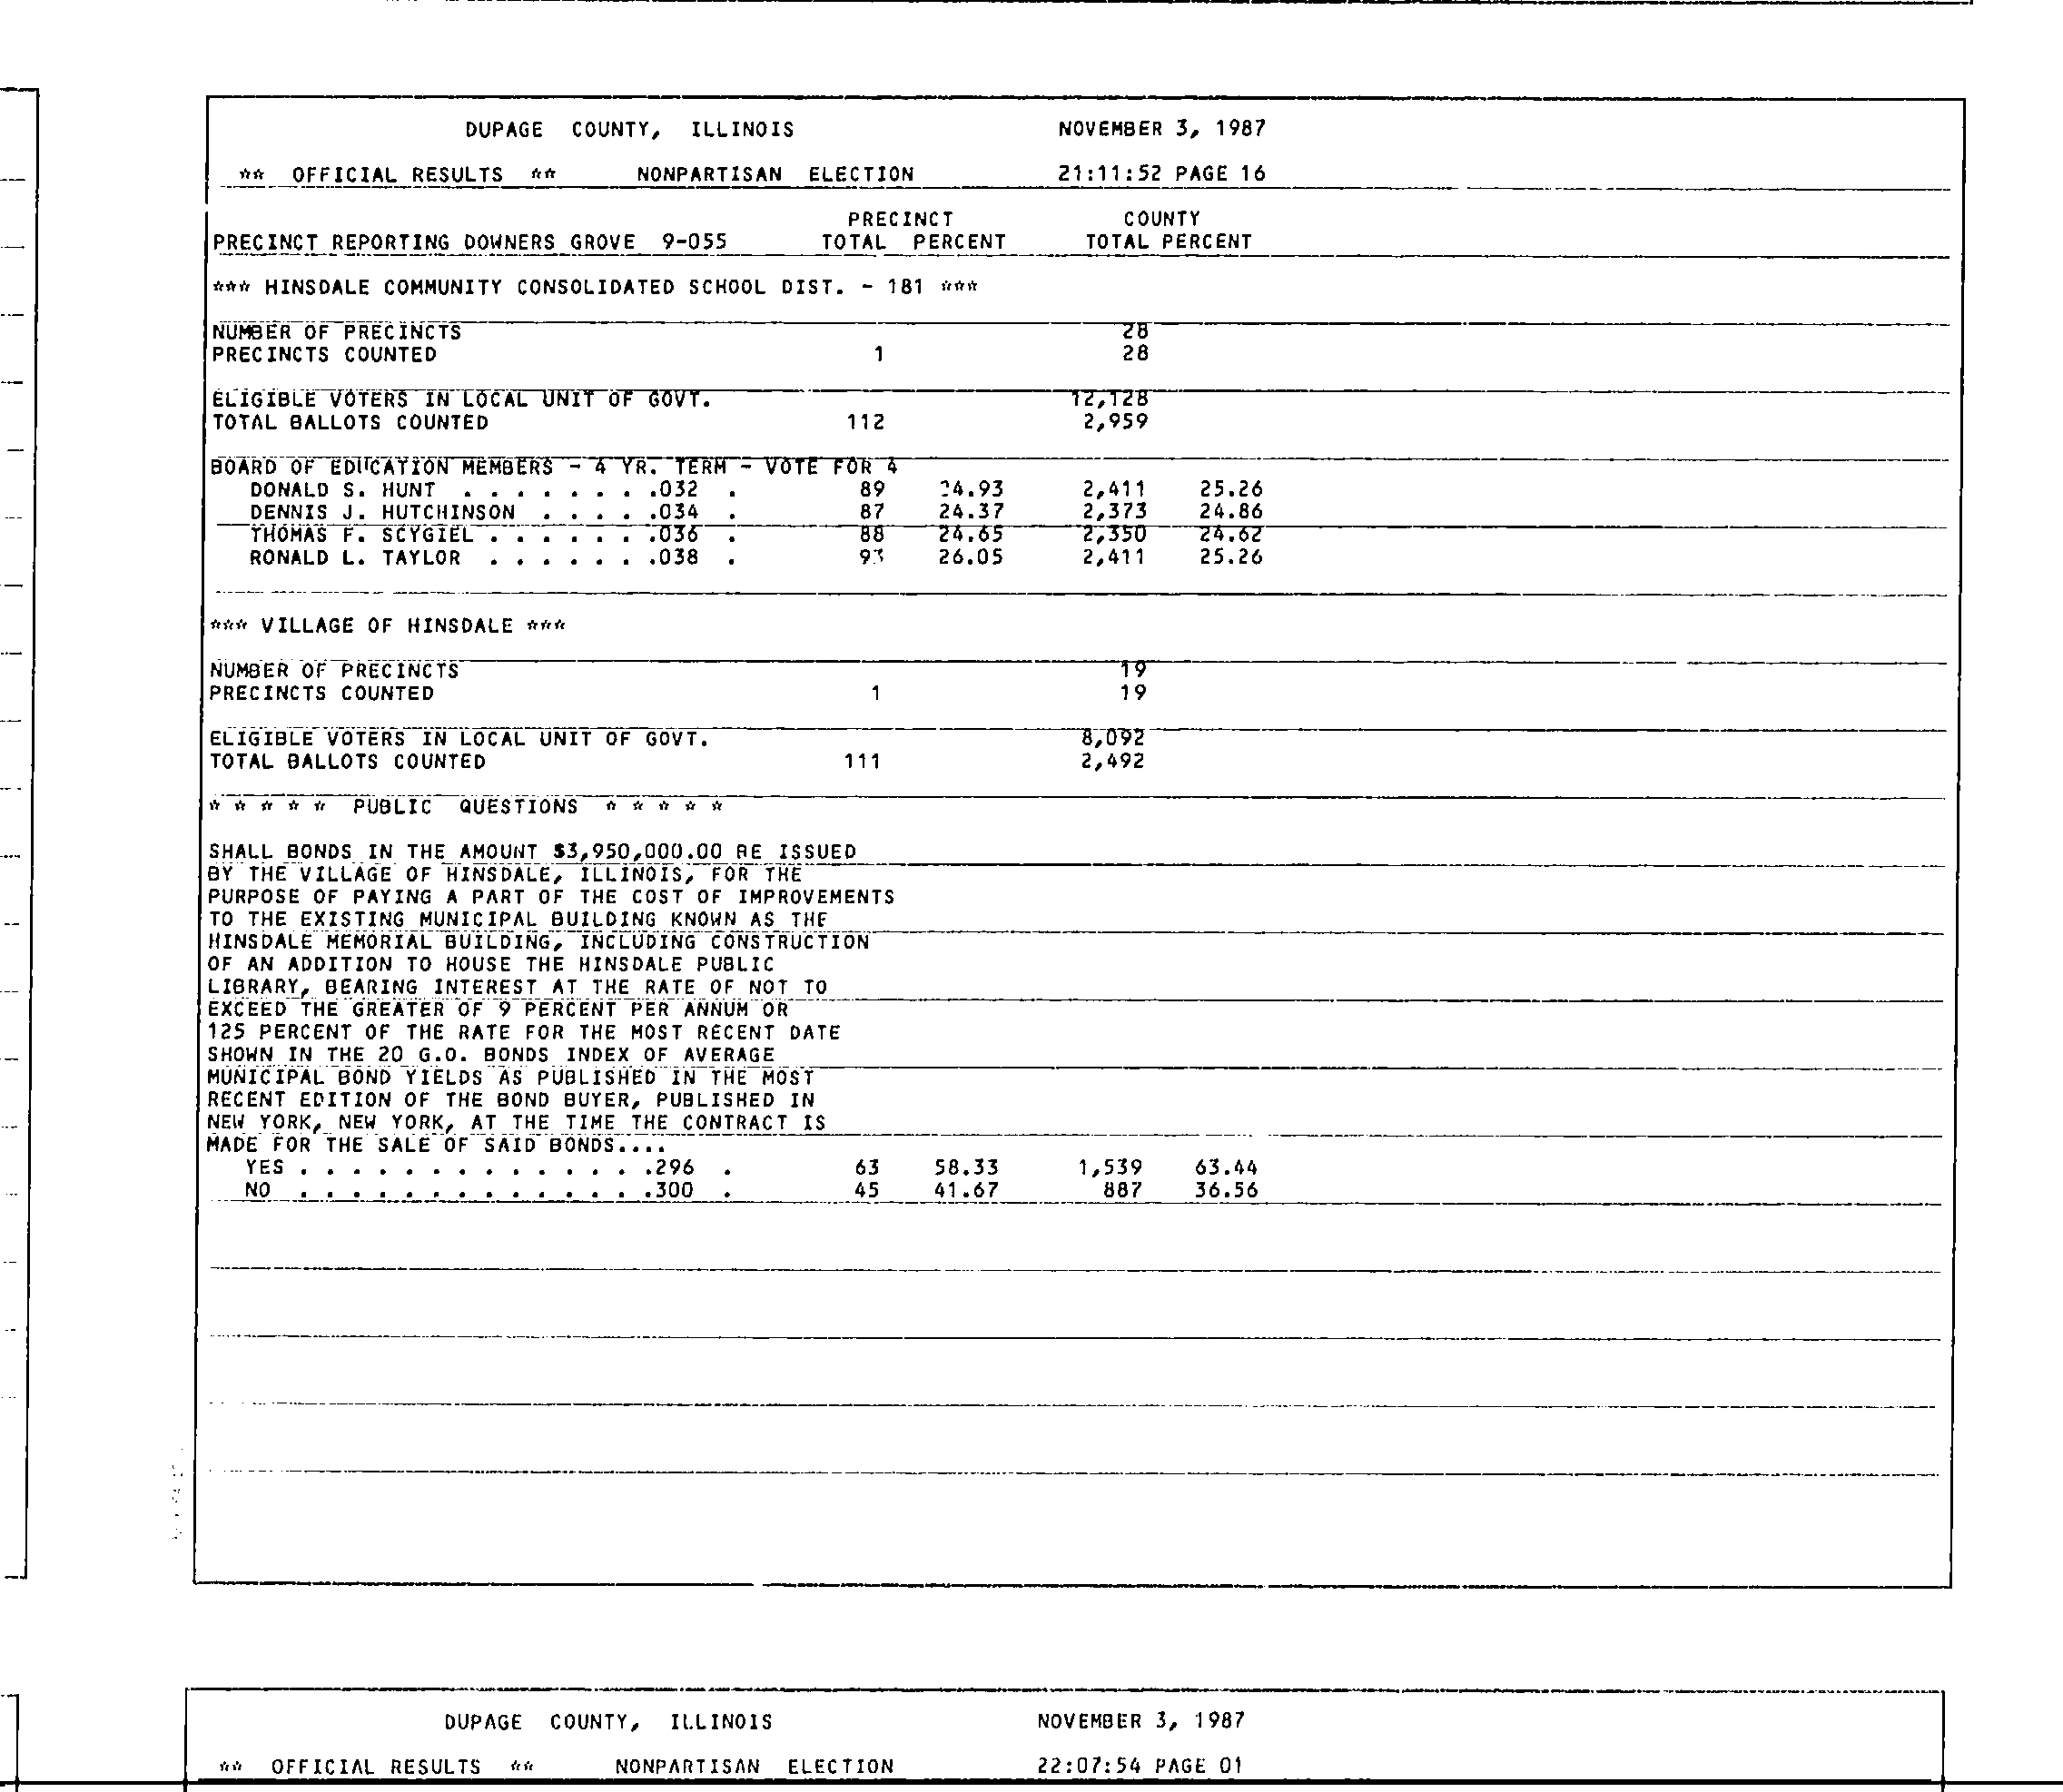 DUPAGE COUNTY, ILLINOIS NOVEMBER 3, 1987
** OFFICIAL RESULTS ** NONPARTISAN ELECTION 21:11:52 PAGE 16
PRECINCT COUNTY
PRECINCT REPORTING DOWNERS GROVE 9-055 TOTAL PERCENT TOTAL PERCENT
*** HINSDALE COMMUNITY CONSOLIDATED SCHOOL DIST. - 181 ***
NUMBER OF PRECINCTS 28
PRECINCTS COUNTED 1 28
ELIGIBLE VOTERS IN LOCAL UNIT OF GOVT. 12,128
TOTAL BALLOTS COUNTED 112 2,959
BOARD OF EDUCATION MEMBERS - 4 YR. TERM - VOTE FOR 4
DONALD S. HUNT . . . . . . . .032 . 89 24.93 2,411 25.26
DENNIS J. HUTCHINSON . . . . .034 . 87 24.37 2,373 24.86
THOMAS F. SCYGIEL . . . . . . .036 . 88 24.65 2,350 24.62
RONALD L. TAYLOR . . . . . . .038 . 93 26.05 2,411 25.26
*** VILLAGE OF HINSDALE ***
NUMBER OF PRECINCTS 19
PRECINCTS COUNTED 1 19
ELIGIBLE VOTERS IN LOCAL UNIT OF GOVT. 8,092
TOTAL BALLOTS COUNTED 111 2,492
* * * * * PUBLIC QUESTIONS * * * * *
SHALL BONDS IN THE AMOUNT $3,950,000.00 BE ISSUED
BY THE VILLAGE OF HINSDALE, ILLINOIS, FOR THE
PURPOSE OF PAYING A PART OF THE COST OF IMPROVEMENTS
TO THE EXISTING MUNICIPAL BUILDING KNOWN AS THE
HINSDALE MEMORIAL BUILDING, INCLUDING CONSTRUCTION
OF AN ADDITION TO HOUSE THE HINSDALE PUBLIC
LIBRARY, BEARING INTEREST AT THE RATE OF NOT TO
EXCEED THE GREATER OF 9 PERCENT PER ANNUM OR
125 PERCENT OF THE RATE FOR THE MOST RECENT DATE
SHOWN IN THE 20 G.O. BONDS INDEX OF AVERAGE
MUNICIPAL BOND YIELDS AS PUBLISHED IN THE MOST
RECENT EDITION OF THE BOND BUYER, PUBLISHED IN
NEW YORK, NEW YORK, AT THE TIME THE CONTRACT IS
MADE FOR THE SALE OF SAID BONDS....
YES . . . . . . . . . . . . . .296 . 63 58.33 1,539 63.44
NO . . . . . . . . . . . . . .300 . 45 41.67 887 36.56
DUPAGE COUNTY, ILLINOIS NOVEMBER 3, 1987
** OFFICIAL RESULTS ** NONPARTISAN ELECTION 22:07:54 PAGE 01